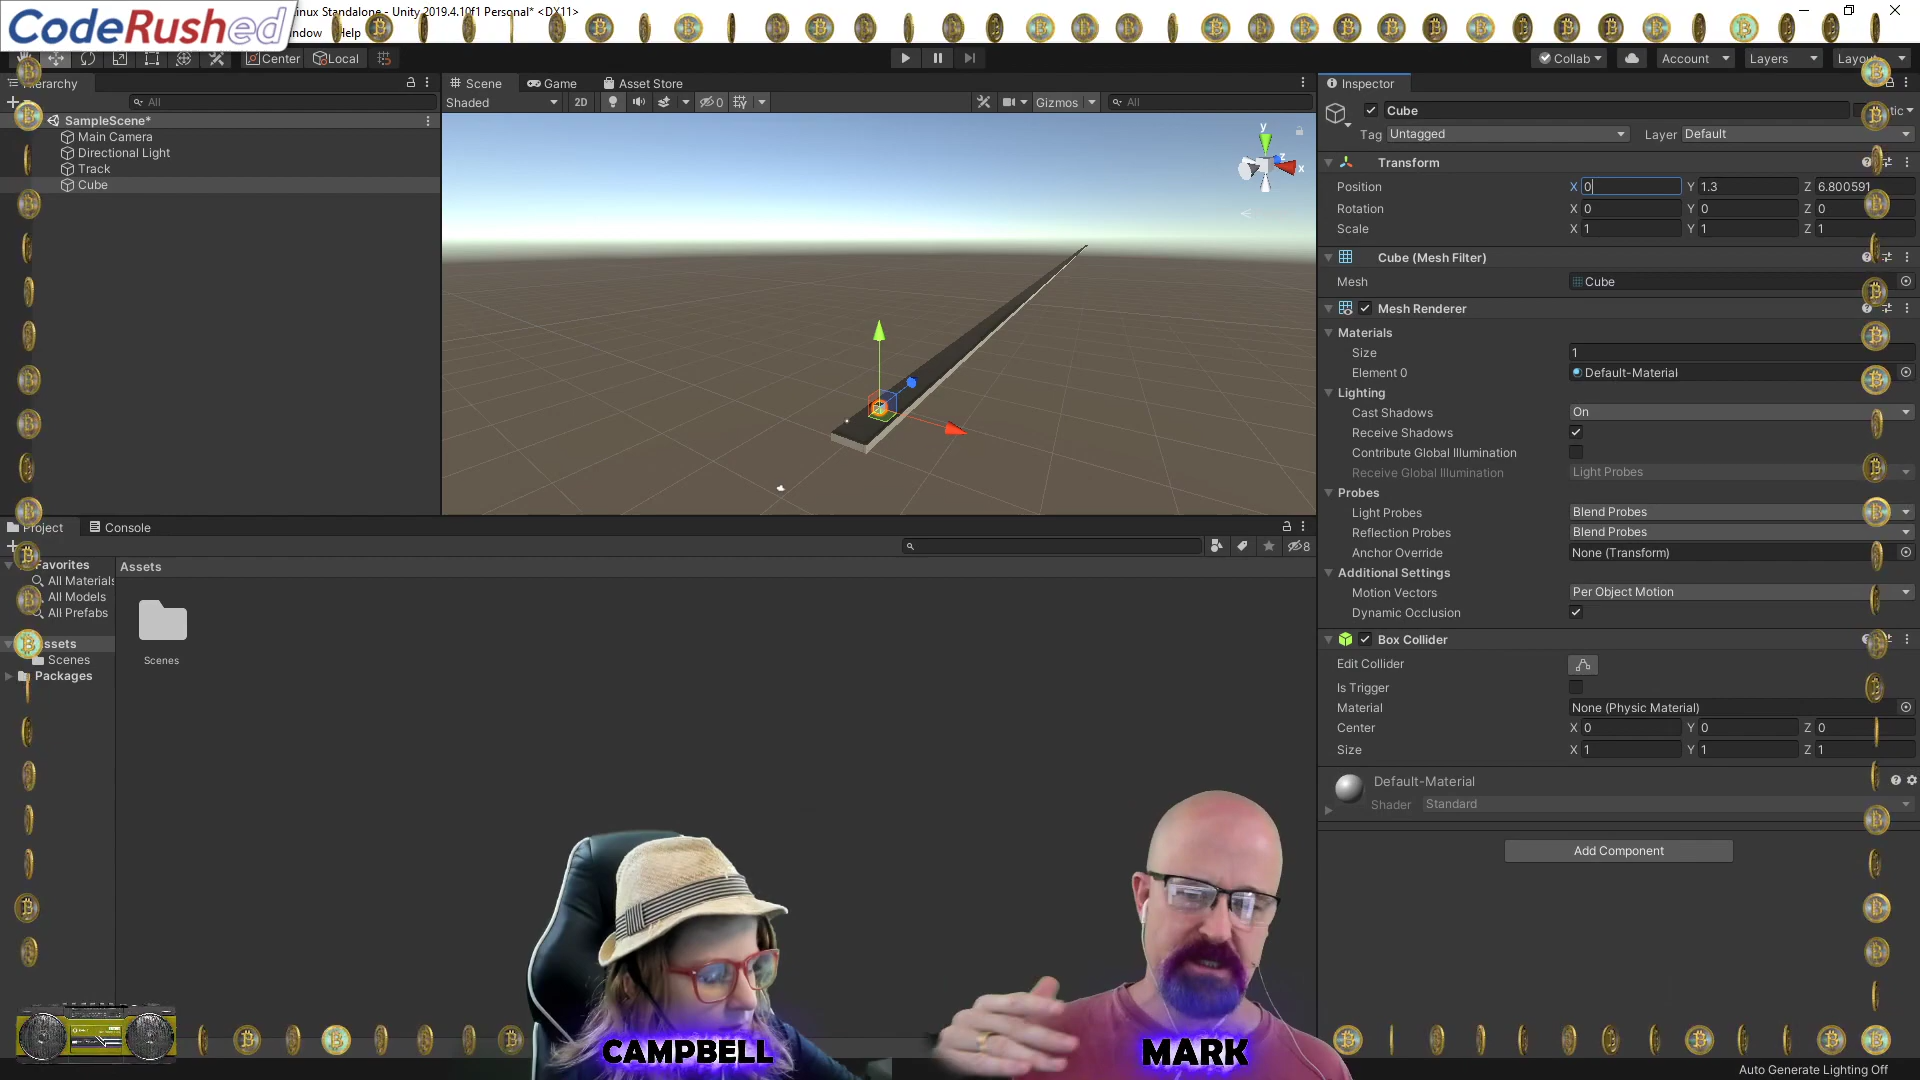 CodeRushed
inux Standalone - Unity 2019.4.10f1 Personal* <DX11>
indow Help
Center Local
Collab Account Layers Layou
Hierarchy
All
SampleScene*
Main Camera
Directional Light
Track
Cube
Scene Game Asset Store
Shaded 2D 0 Gizmos All
y
z
x
Project Console
8
Favorites
All Materials
All Models
All Prefabs
Assets
Scenes
Packages
Assets
Scenes
Inspector
Cube tic
Tag Untagged Layer Default
Transform
Position X 0 Y 1.3 Z 6.800591
Rotation X 0 Y 0 Z 0
Scale X 1 Y 1 Z 1
Cube (Mesh Filter)
Mesh Cube
Mesh Renderer
Materials
Size 1
Element 0 Default-Material
Lighting
Cast Shadows On
Receive Shadows
Contribute Global Illumination
Receive Global Illumination Light Probes
Probes
Light Probes Blend Probes
Reflection Probes Blend Probes
Anchor Override None (Transform)
Additional Settings
Motion Vectors Per Object Motion
Dynamic Occlusion
Box Collider
Edit Collider
Is Trigger
Material None (Physic Material)
Center X 0 Y 0 Z 0
Size X 1 Y 1 Z 1
Default-Material
Shader Standard
Add Component
CAMPBELL
MARK
Auto Generate Lighting Off